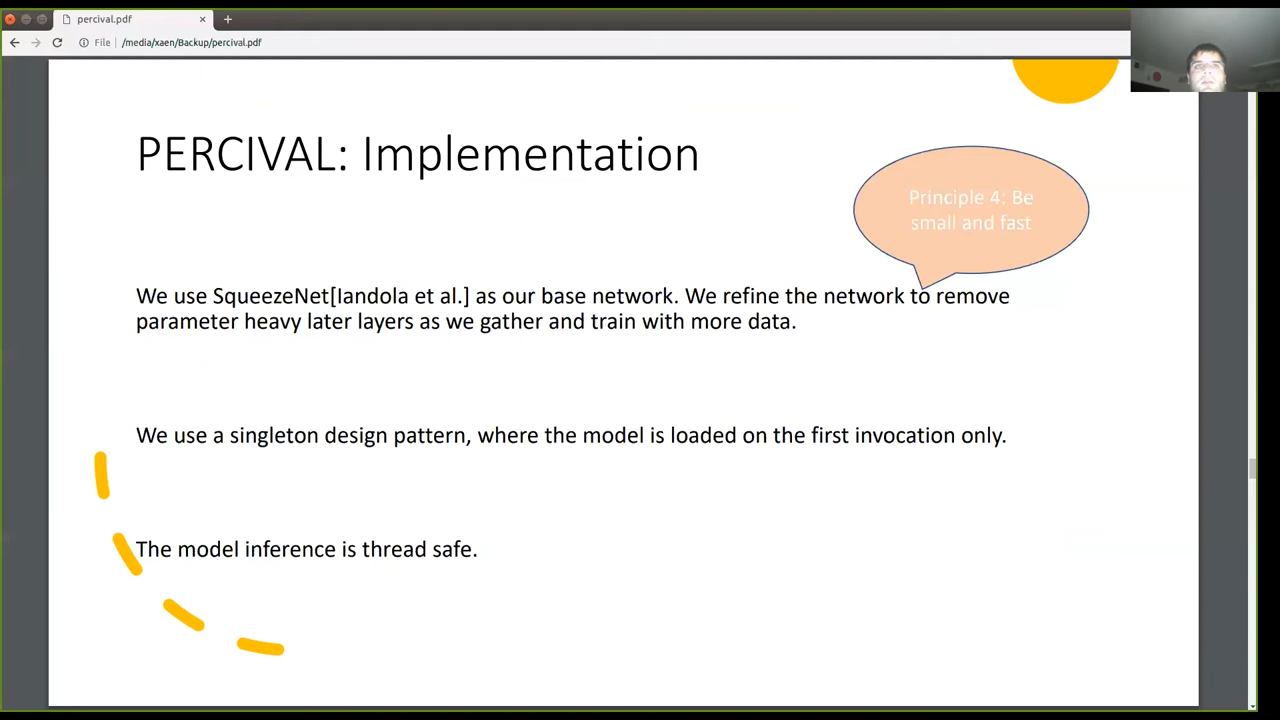 percival.pdf
File
/media/xaen/Backup/percival.pdf
PERCIVAL: Implementation
Principle 4: Be
small and fast
We use SqueezeNet[Iandola et al.] as our base network. We refine the network to remove
parameter heavy later layers as we gather and train with more data.
We use a singleton design pattern, where the model is loaded on the first invocation only.
The model inference is thread safe.